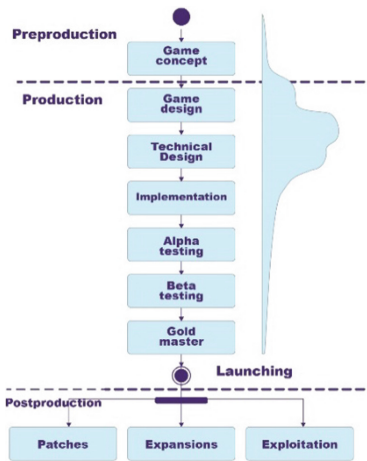 Preproduction
Game
concept
Production
Game
design
Technical
Design
Implementation
Alpha
testing
Beta
testing
Gold
master
Launching
Postproduction
Patches
Expansions
Exploitation